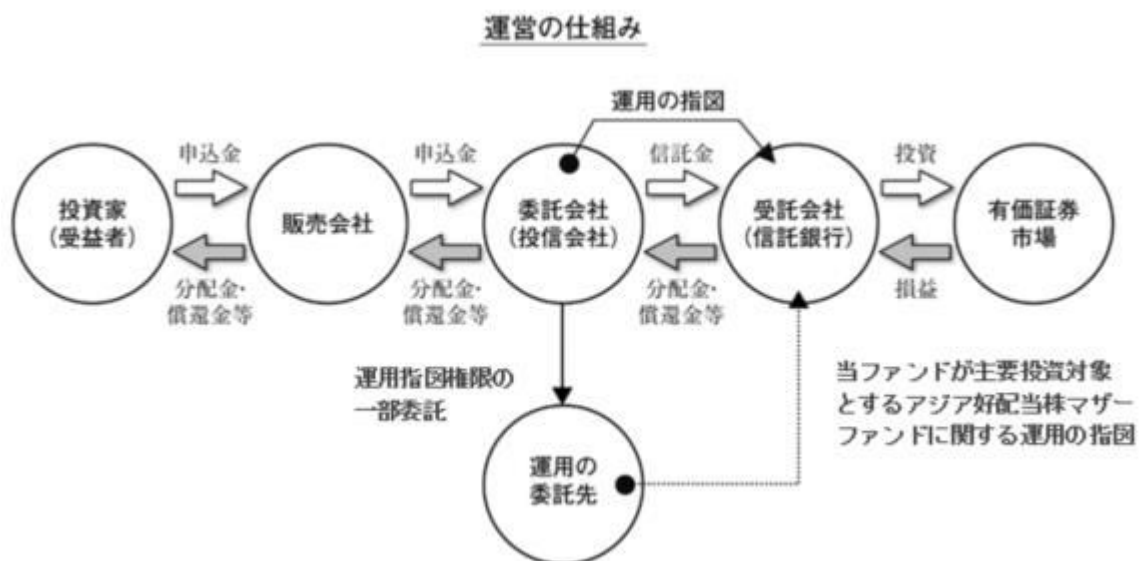 運営の仕組み
運用の指図
申込金
申込金
信託金
投資
投資家
(受益者)
販売会社
委託会社
(投信会社)
受託会社
(信託銀行)
有価証券
市場
分配金・
償還金等
分配金・
償還金等
分配金・
償還金等
損益
運用指図権限の
一部委託
当ファンドが主要投資対象
とするアジア好配当株マザー
ファンドに関する運用の指図
運用の
委託先